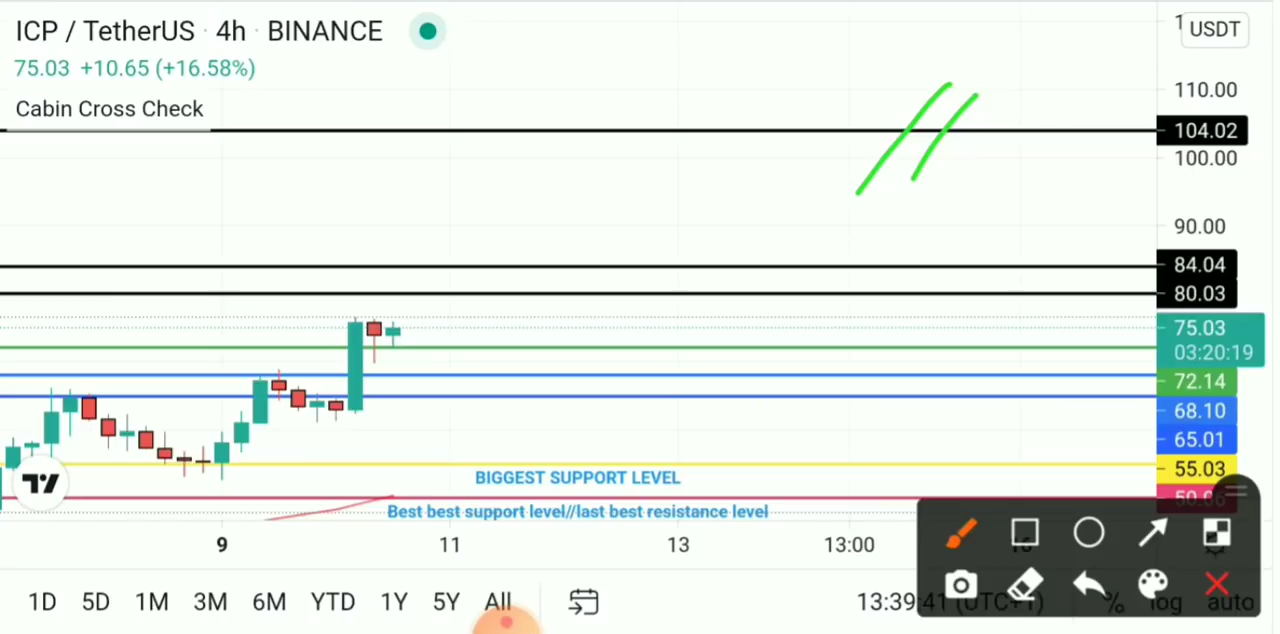 ICP / TetherUS · 4h · BINANCE
USDT
75.03 +10.65 (+16.58%)
Cabin Cross Check
110.00
104.02
100.00
90.00
84.04
80.03
75.03
03:20:19
72.14
68.10
65.01
55.03
BIGGEST SUPPORT LEVEL
Best best support level//last best resistance level
9 11 13 13:00 16
1D 5D 1M 3M 6M YTD 1Y 5Y All
13:39:41 (UTC+1) % log auto